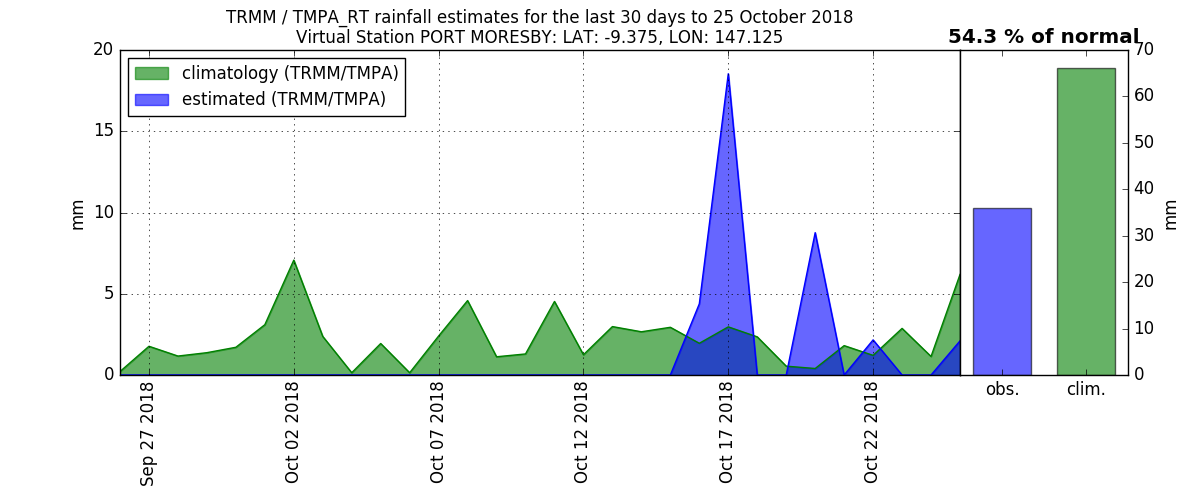 TRMM / TMPA_RT rainfall estimates for the last 30 days to 25 October 2018
Virtual Station PORT MORESBY: LAT: -9.375, LON: 147.125
54.3 % of normal
climatology (TRMM/TMPA)
estimated (TRMM/TMPA)
20
15
10
5
0
mm
Sep 27 2018
Oct 02 2018
Oct 07 2018
Oct 12 2018
Oct 17 2018
Oct 22 2018
obs.
clim.
70
60
50
40
30
20
10
0
mm